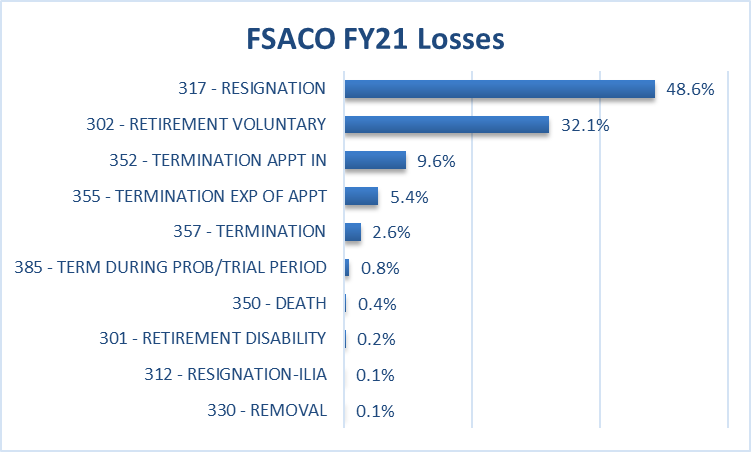 FSACO FY21 Losses
317 - RESIGNATION 48.6%
302 - RETIREMENT VOLUNTARY 32.1%
352 - TERMINATION APPT IN 9.6%
355 - TERMINATION EXP OF APPT 5.4%
357 - TERMINATION 2.6%
385 - TERM DURING PROB/TRIAL PERIOD 0.8%
350 - DEATH 0.4%
301 - RETIREMENT DISABILITY 0.2%
312 - RESIGNATION-ILIA 0.1%
330 - REMOVAL 0.1%